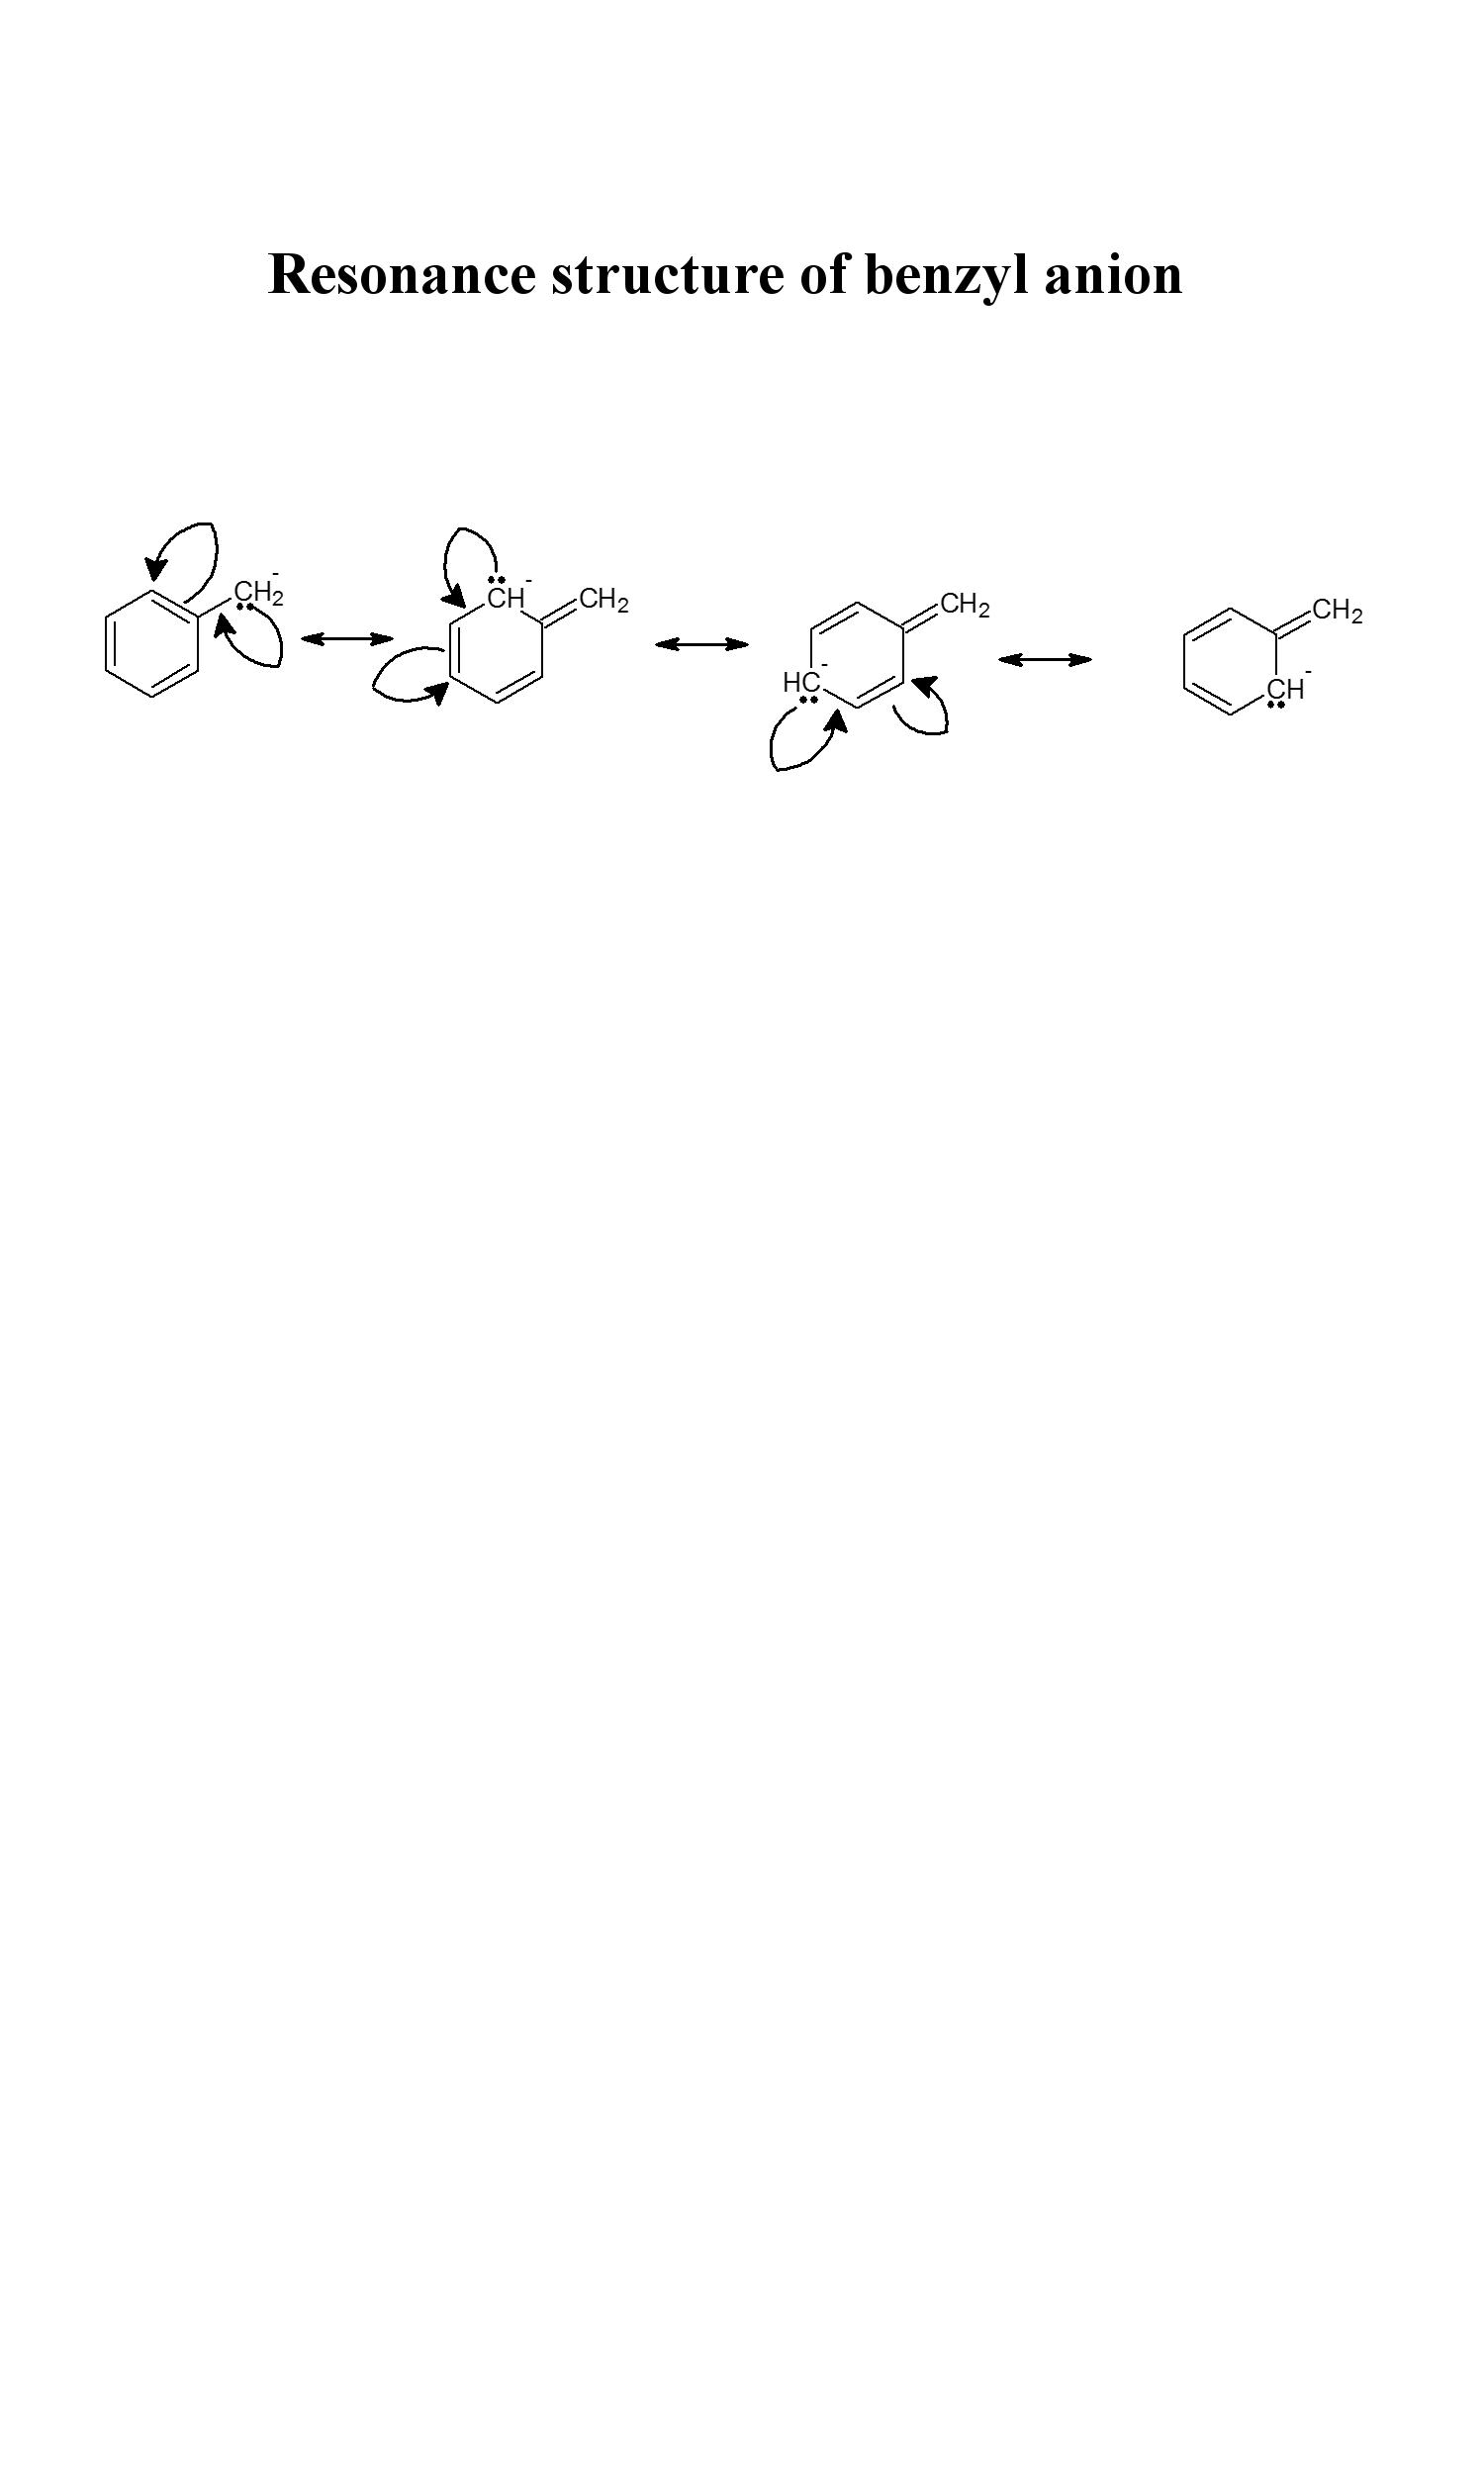 Resonance structure of benzyl anion
CH2-
CH-
CH2
CH2
HC-
CH2
CH-